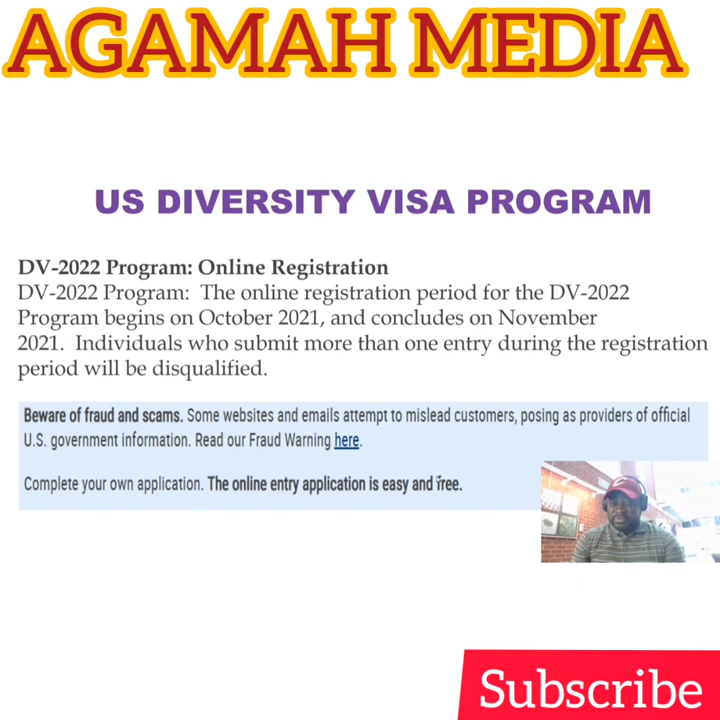 AGAMAH MEDIA
US DIVERSITY VISA PROGRAM
DV-2022 Program: Online Registration
DV-2022 Program: The online registration period for the DV-2022
Program begins on October 2021, and concludes on November
2021. Individuals who submit more than one entry during the registration
period will be disqualified.
Beware of fraud and scams. Some websites and emails attempt to mislead customers, posing as providers of official
U.S. government information. Read our Fraud Warning here.
Complete your own application. The online entry application is easy and free.
Subscribe